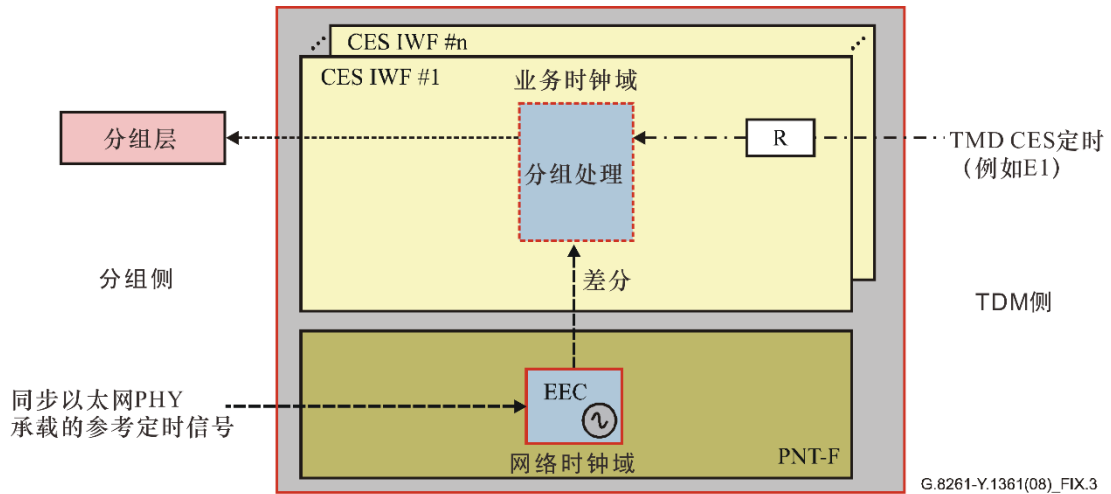 CES IWF #n
CES IWF #1
业务时钟域
分组层
分组处理
R
TMD CES定时
（例如E1）
分组侧
差分
TDM侧
同步以太网PHY
承载的参考定时信号
EEC
网络时钟域
PNT-F
G.8261-Y.1361(08)_FIX.3